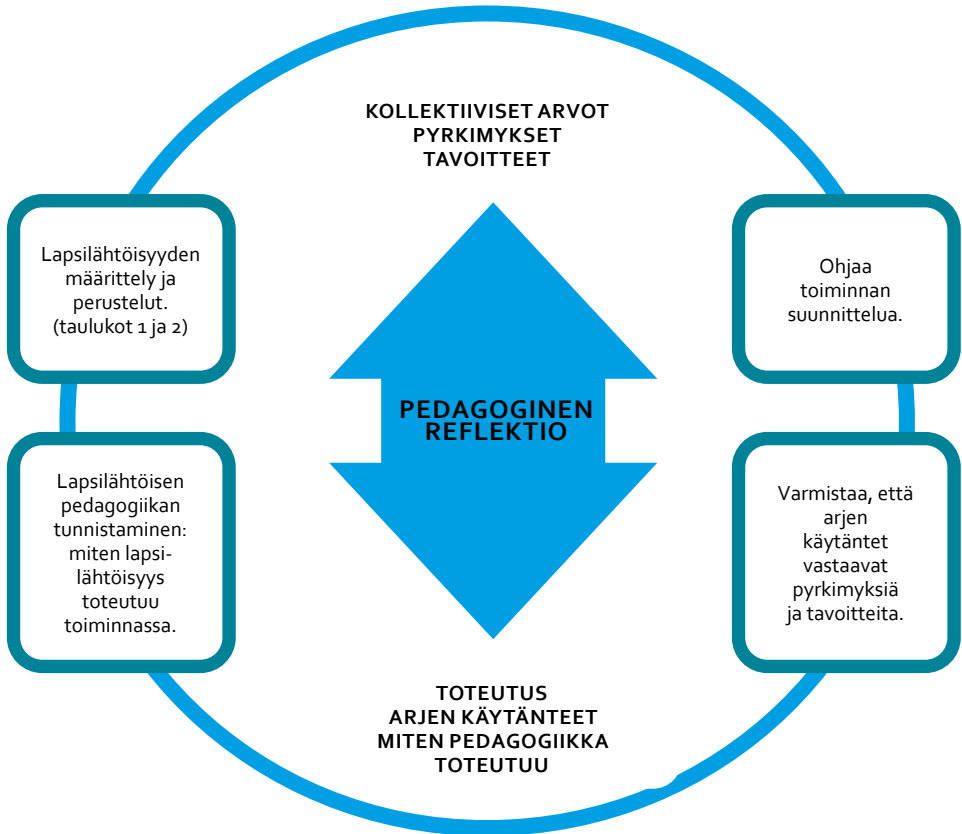 KOLLEKTIIVISET ARVOT
PYRKIMYKSET
TAVOITTEET
Lapsilähtöisyyden
määrittely ja
perustelut.
(taulukot 1 ja 2)
Ohjaa
toiminnan
suunnittelua.
PEDAGOGINEN
REFLEKTIO
Lapsilähtöisen
pedagogiikan
tunnistaminen:
miten lapsi-
lähtöisyys
toteutuu
toiminnassa.
Varmistaa, että
arjen
käytäntet
vastaavat
pyrkimyksiä
ja tavoitteita.
TOTEUTUS
ARJEN KÄYTÄNTEET
MITEN PEDAGOGIIKKA
TOTEUTUU